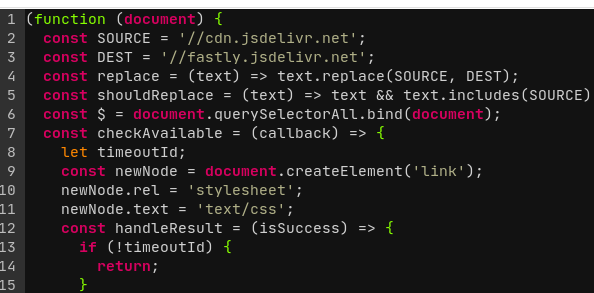 1 (function (document) {
2   const SOURCE = '//cdn.jsdelivr.net';
3   const DEST = '//fastly.jsdelivr.net';
4   const replace = (text) => text.replace(SOURCE, DEST);
5   const shouldReplace = (text) => text && text.includes(SOURCE)
6   const $ = document.querySelectorAll.bind(document);
7   const checkAvailable = (callback) => {
8     let timeoutId;
9     const newNode = document.createElement('link');
10     newNode.rel = 'stylesheet';
11     newNode.text = 'text/css';
12     const handleResult = (isSuccess) => {
13       if (!timeoutId) {
14         return;
15       }